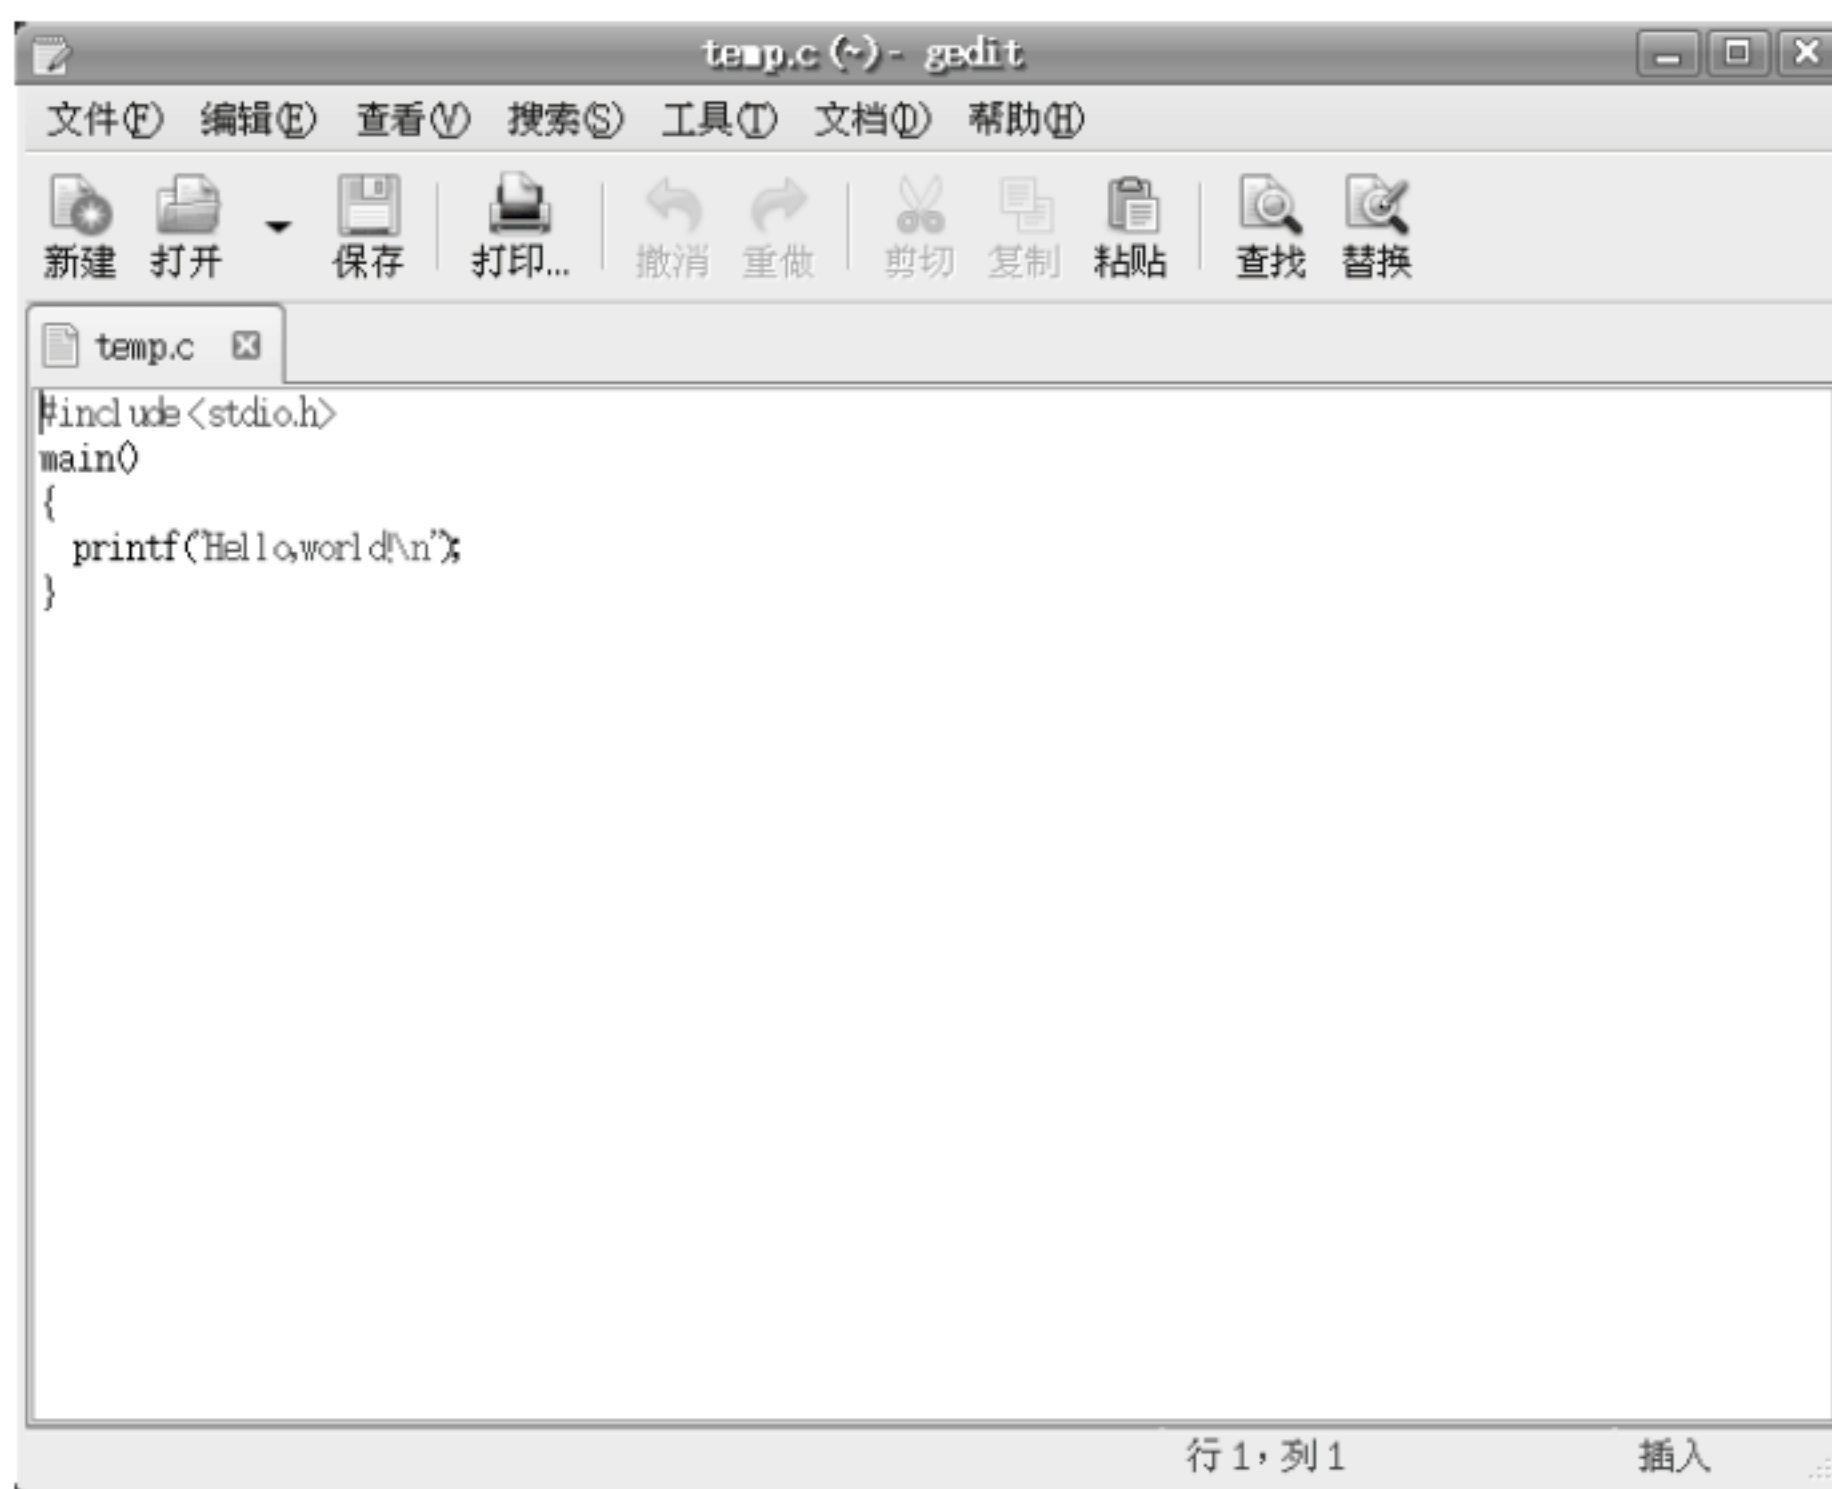 temp.c (~) - gedit
文件(F) 编辑(E) 查看(V) 搜索(S) 工具(T) 文档(D) 帮助(H)
新建 打开 保存 打印... 撤消 重做 剪切 复制 粘贴 查找 替换
temp.c
#include<stdio.h>
main()
{
  printf("Hello,world!\n");
}
行 1，列 1 插入